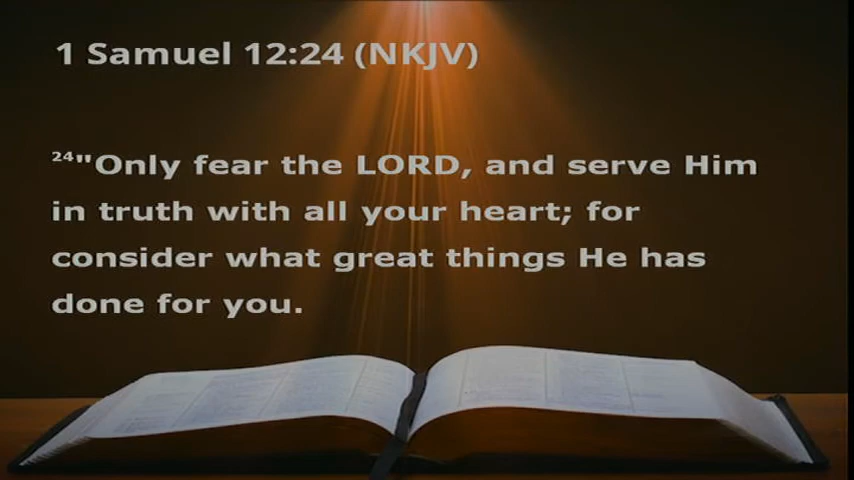 1 Samuel 12:24 (NKJV)
24"Only fear the LORD, and serve Him
in truth with all your heart; for
consider what great things He has
done for you.